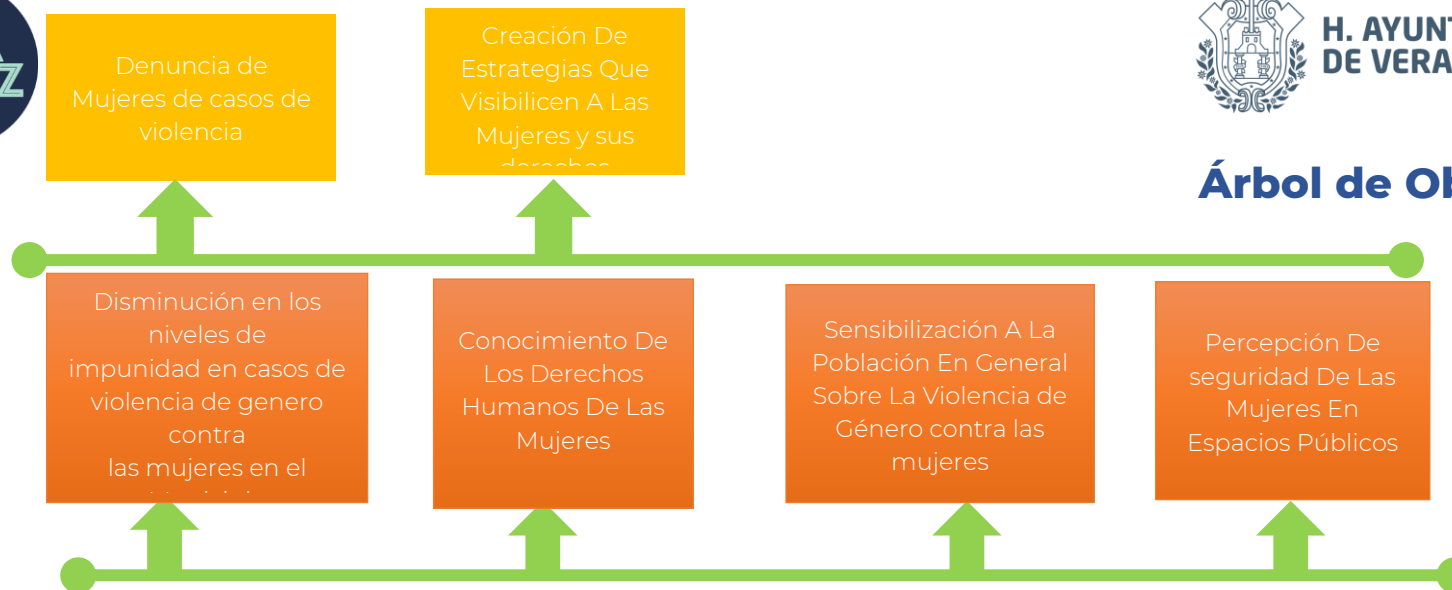 Z
H. AYUNT
DE VERA
Árbol de Ob
Denuncia de
Mujeres de casos de
violencia
Creación De
Estrategias Que
Visibilicen A Las
Mujeres y sus
derechos
Disminución en los
niveles de
impunidad en casos de
violencia de genero
contra
las mujeres en el
Conocimiento De
Los Derechos
Humanos De Las
Mujeres
Sensibilización A La
Población En General
Sobre La Violencia de
Género contra las
mujeres
Percepción De
seguridad De Las
Mujeres En
Espacios Públicos